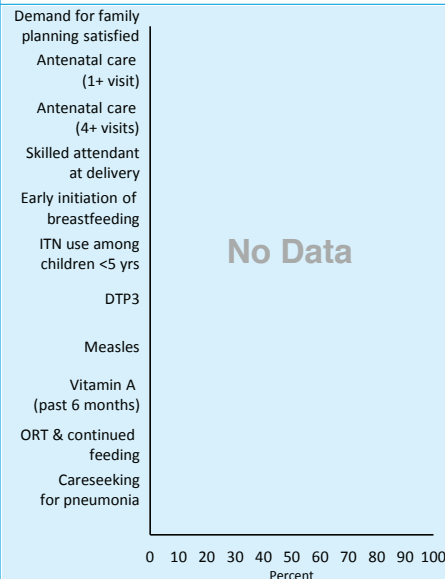 Demand for family
planning satisfied
Antenatal care
(1+ visit)
Antenatal care
(4+ visits)
Skilled attendant
at delivery
Early initiation of
breastfeeding
ITN use among
children <5 yrs
No Data
DTP3
Measles
Vitamin A
(past 6 months)
ORT & continued
feeding
Careseeking
for pneumonia
0 10 20 30 40 50 60 70 80 90 100
Percent